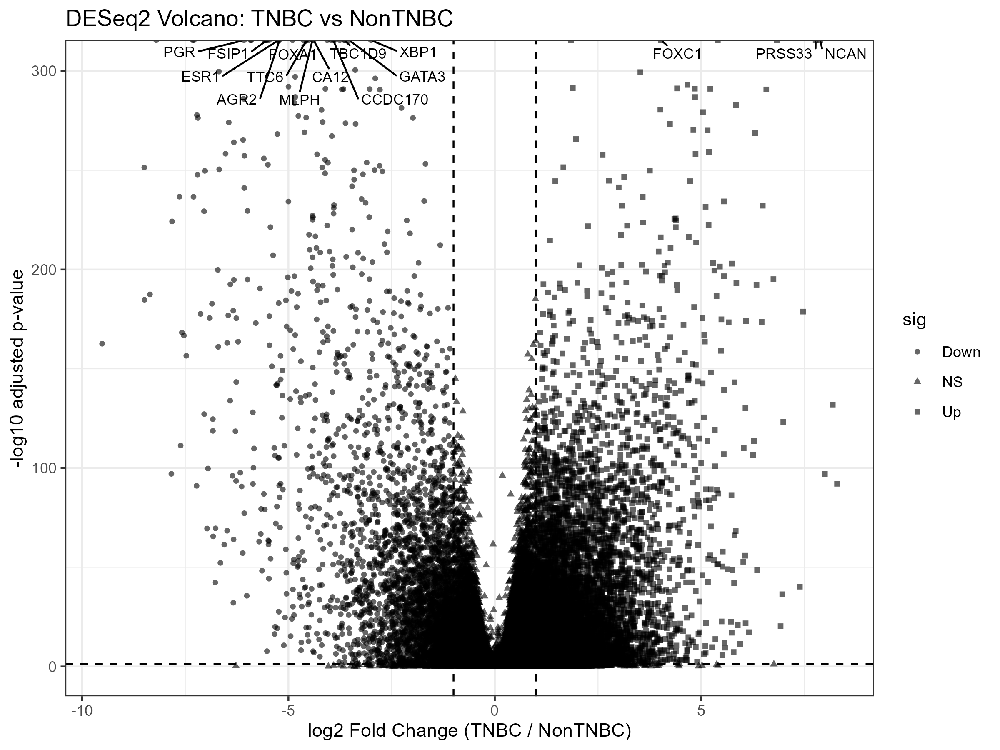 DESeq2 Volcano: TNBC vs NonTNBC
PGR
FSIP1
FOXA1
TBC1D9
XBP1
FOXC1
PRSS33
NCAN
ESR1
TTC6
CA12
GATA3
AGR2
MLPH
CCDC170
300
200
100
0
-log10 adjusted p-value
-10
-5
0
5
log2 Fold Change (TNBC / NonTNBC)
sig
Down
NS
Up